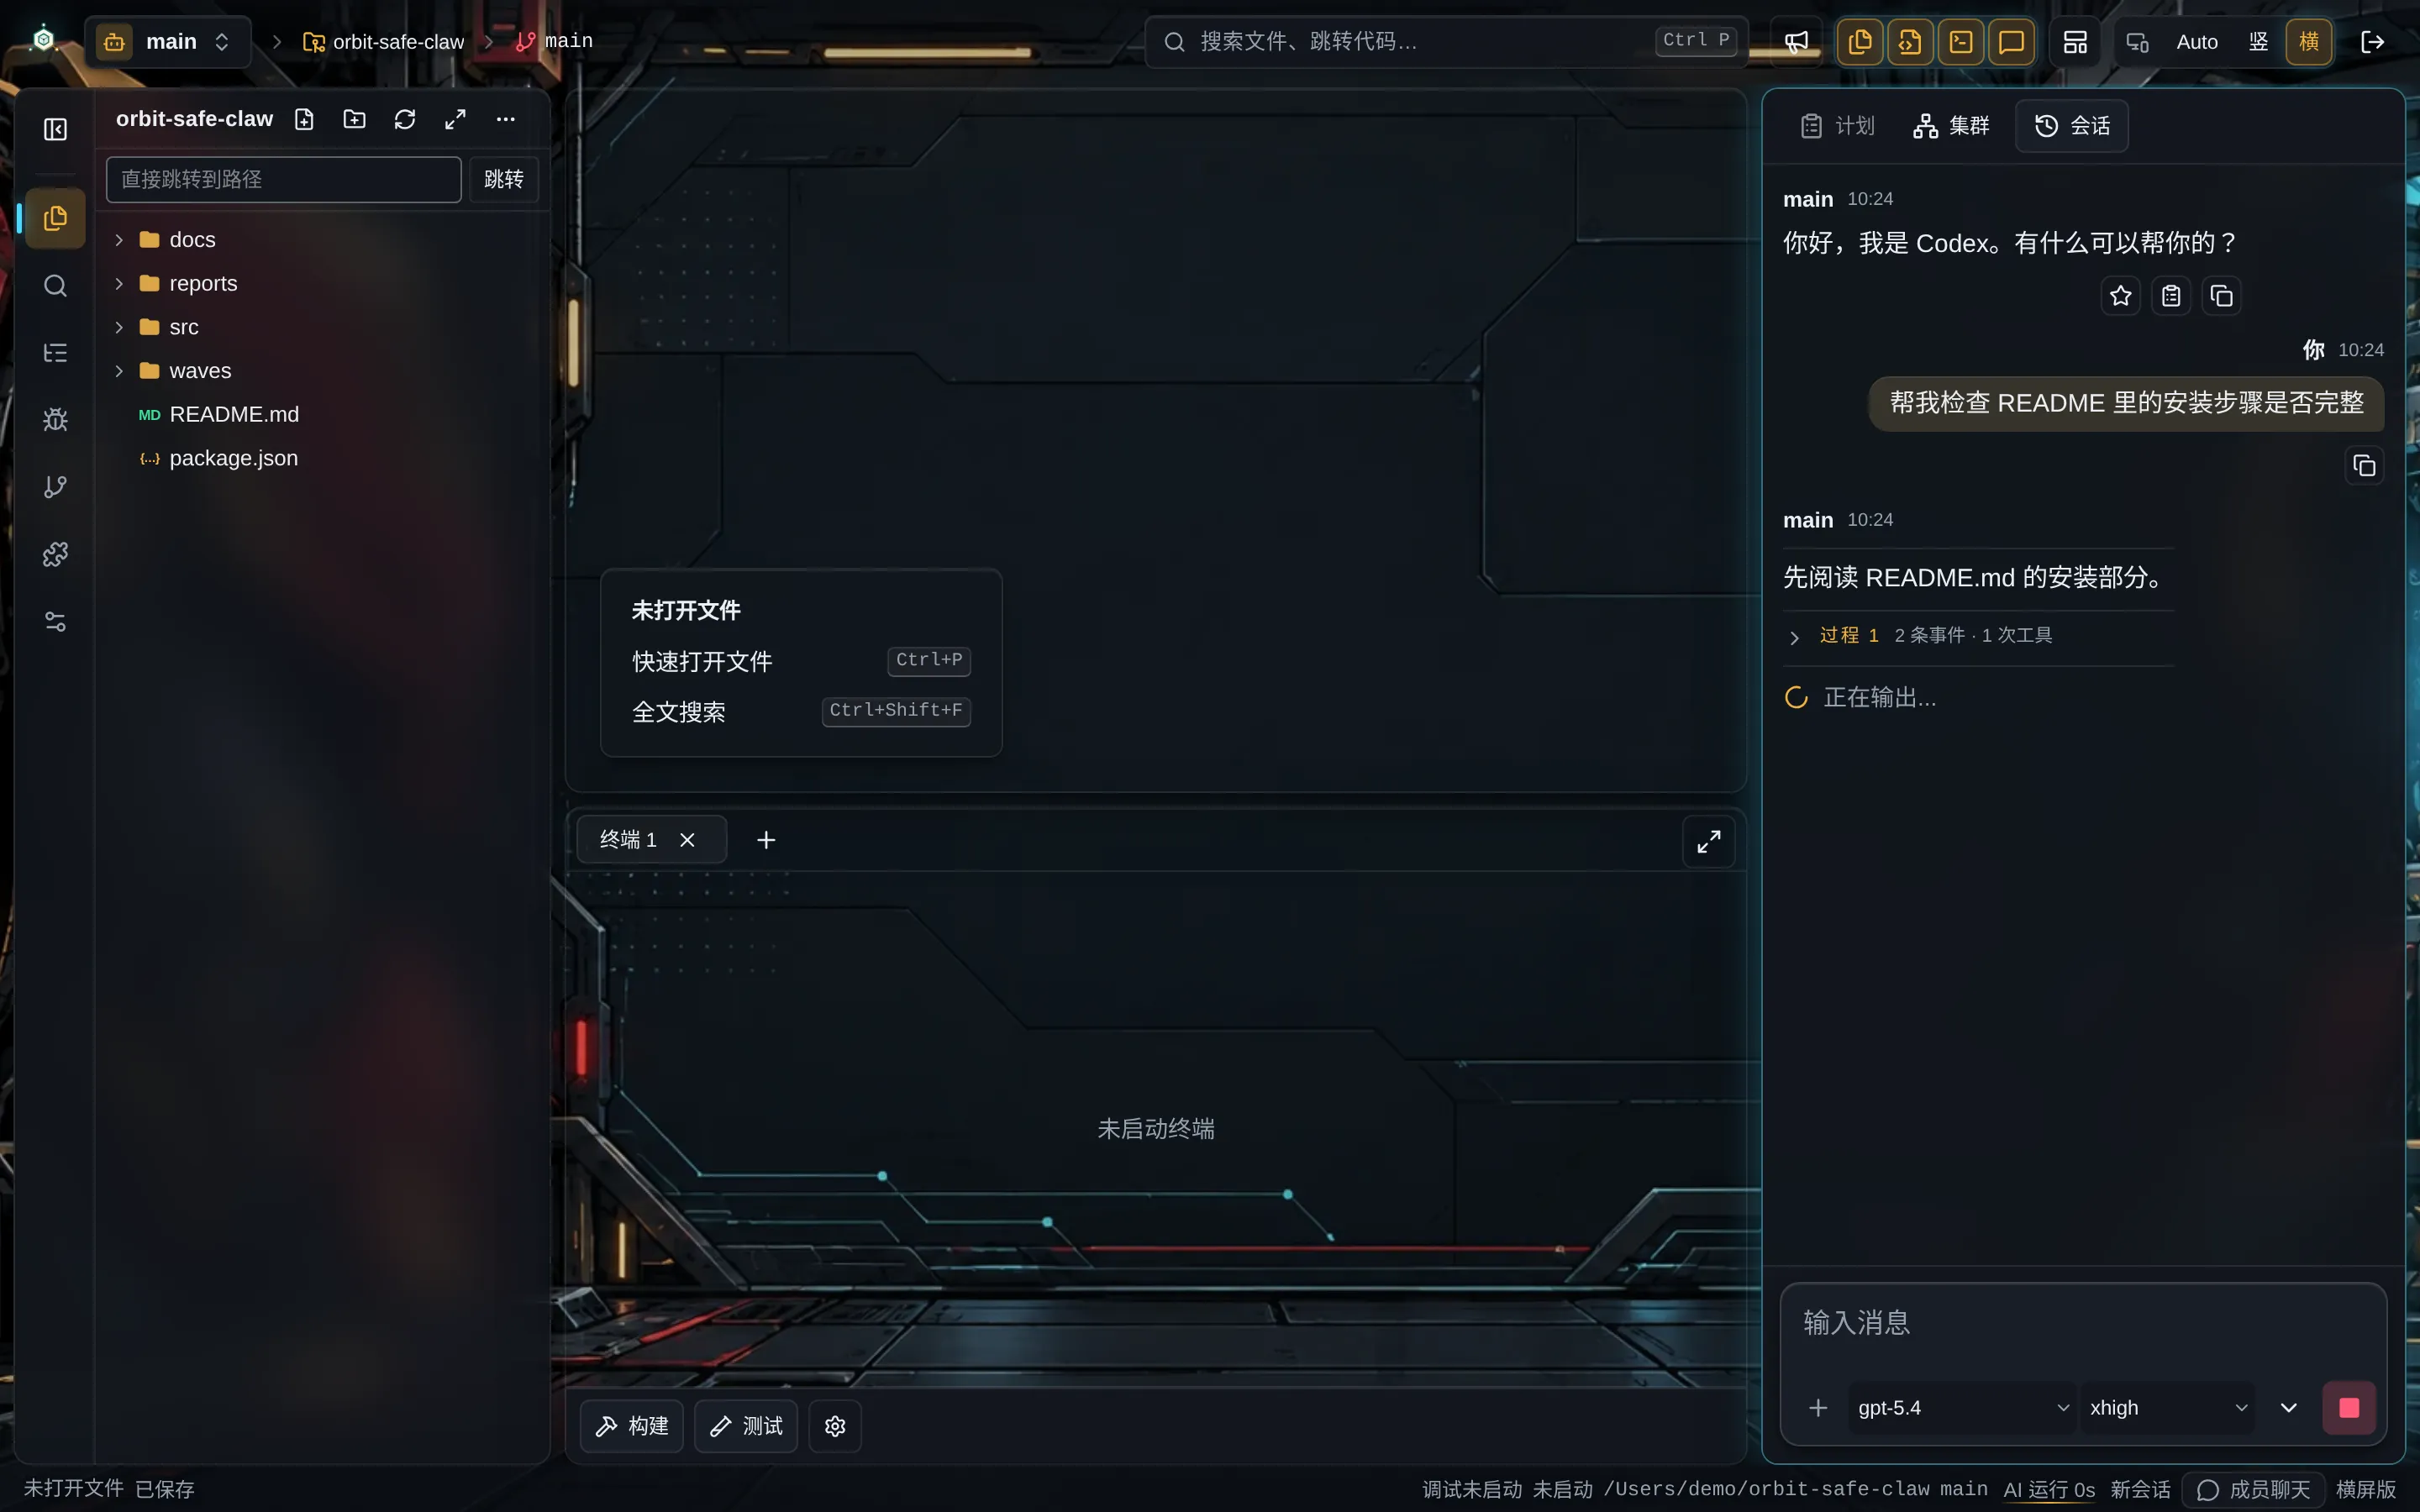 main
orbit-safe-claw
main
搜索文件、跳转代码...
Ctrl P
Auto
竖
横
orbit-safe-claw
直接跳转到路径
跳转
docs
reports
src
waves
MD README.md
{...} package.json
未打开文件
快速打开文件 Ctrl+P
全文搜索 Ctrl+Shift+F
终端 1
未启动终端
构建
测试
计划
集群
会话
main 10:24
你好，我是 Codex。有什么可以帮你的？
你 10:24
帮我检查 README 里的安装步骤是否完整
main 10:24
先阅读 README.md 的安装部分。
过程 1 2 条事件 · 1 次工具
正在输出...
输入消息
gpt-5.4
xhigh
未打开文件 已保存
调试未启动 未启动 /Users/demo/orbit-safe-claw main AI 运行 0s 新会话 成员聊天 横屏版